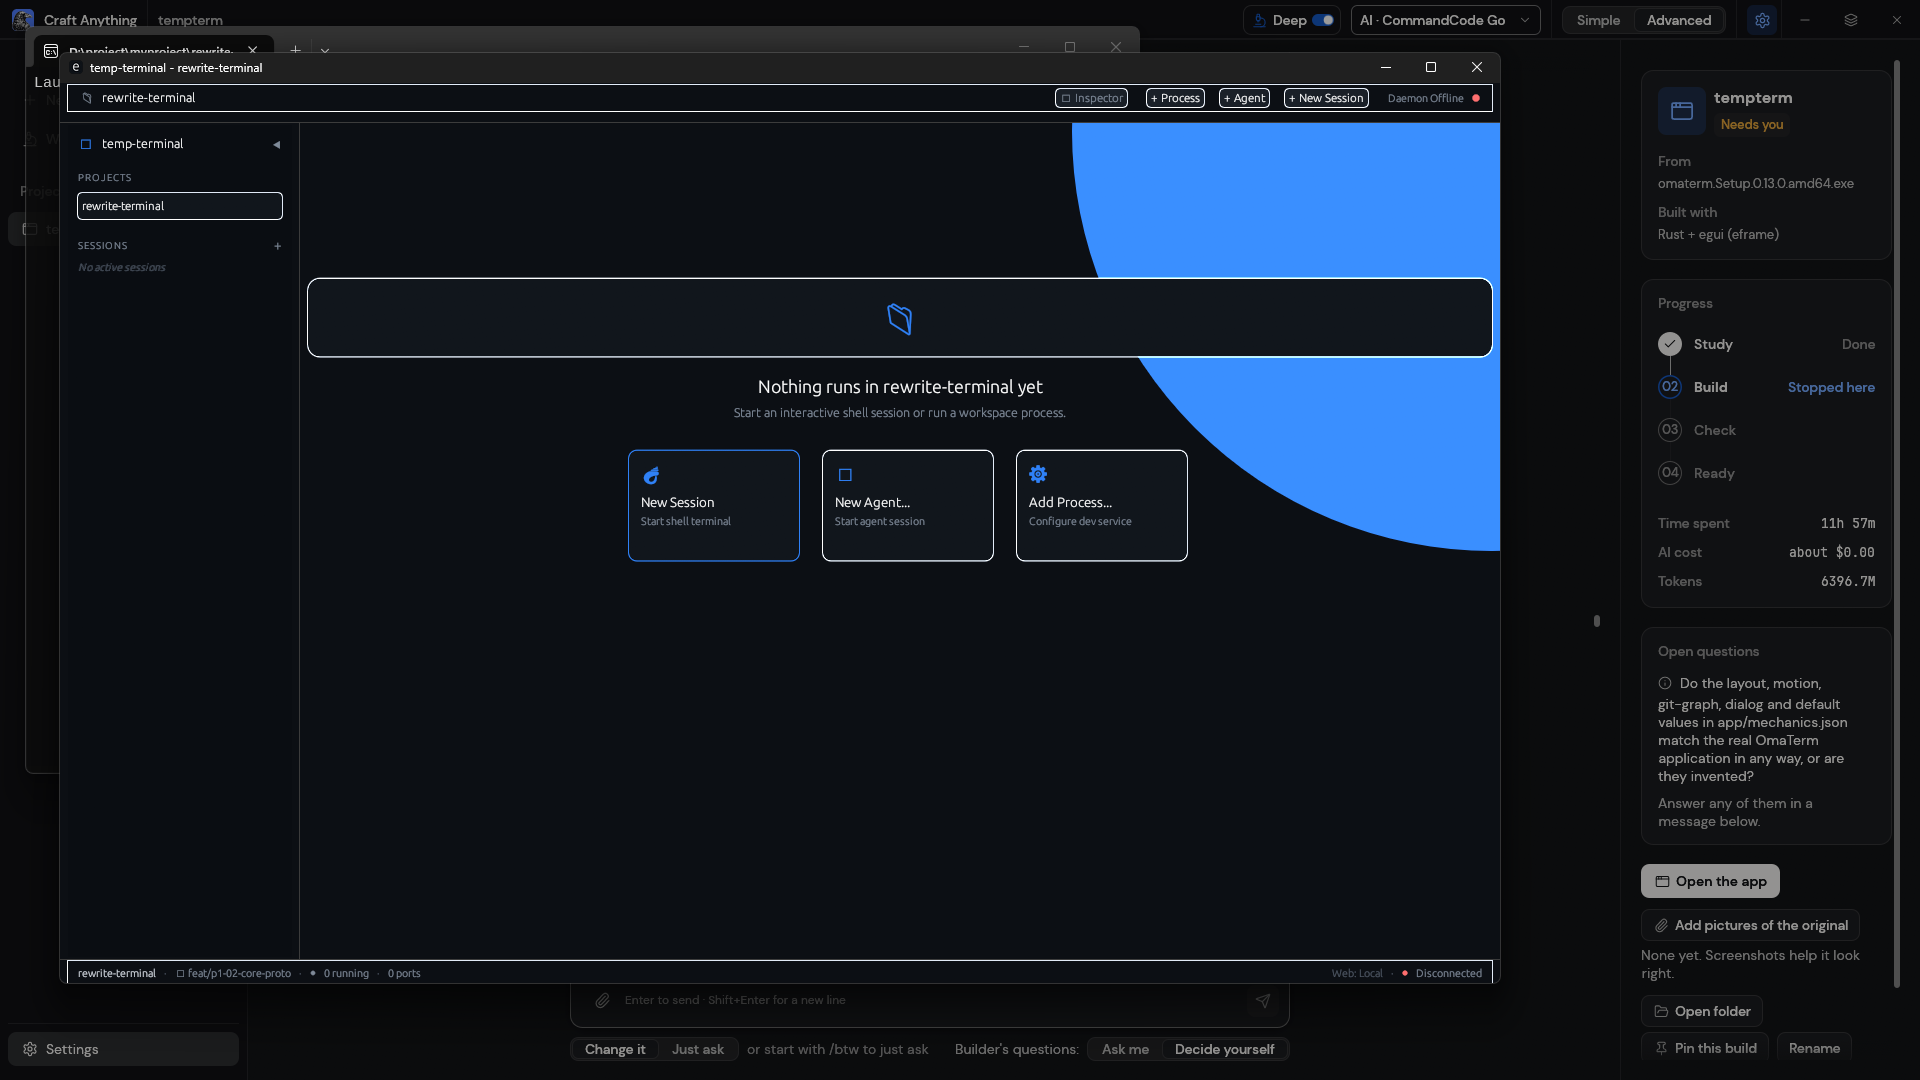 Craft Anything
tempterm
Deep
AI · CommandCode Go
Simple
Advanced
D:\project\myproject\rewrite-
Lau
temp-terminal - rewrite-terminal
rewrite-terminal
Inspector
+ Process
+ Agent
+ New Session
Daemon Offline
temp-terminal
PROJECTS
rewrite-terminal
SESSIONS
+
No active sessions
Nothing runs in rewrite-terminal yet
Start an interactive shell session or run a workspace process.
New Session
Start shell terminal
New Agent...
Start agent session
Add Process...
Configure dev service
rewrite-terminal · feat/p1-02-core-proto · 0 running · 0 ports
Web: Local · Disconnected
Projec
te
Settings
Enter to send · Shift+Enter for a new line
Change it
Just ask
or start with /btw to just ask
Builder's questions:
Ask me
Decide yourself
tempterm
Needs you
From
omaterm.Setup.0.13.0.amd64.exe
Built with
Rust + egui (eframe)
Progress
Study
Done
02
Build
Stopped here
03
Check
04
Ready
Time spent
11h 57m
AI cost
about $0.00
Tokens
6396.7M
Open questions
Do the layout, motion,
git-graph, dialog and default
values in app/mechanics.json
match the real OmaTerm
application in any way, or are
they invented?
Answer any of them in a
message below.
Open the app
Add pictures of the original
None yet. Screenshots help it look
right.
Open folder
Pin this build
Rename